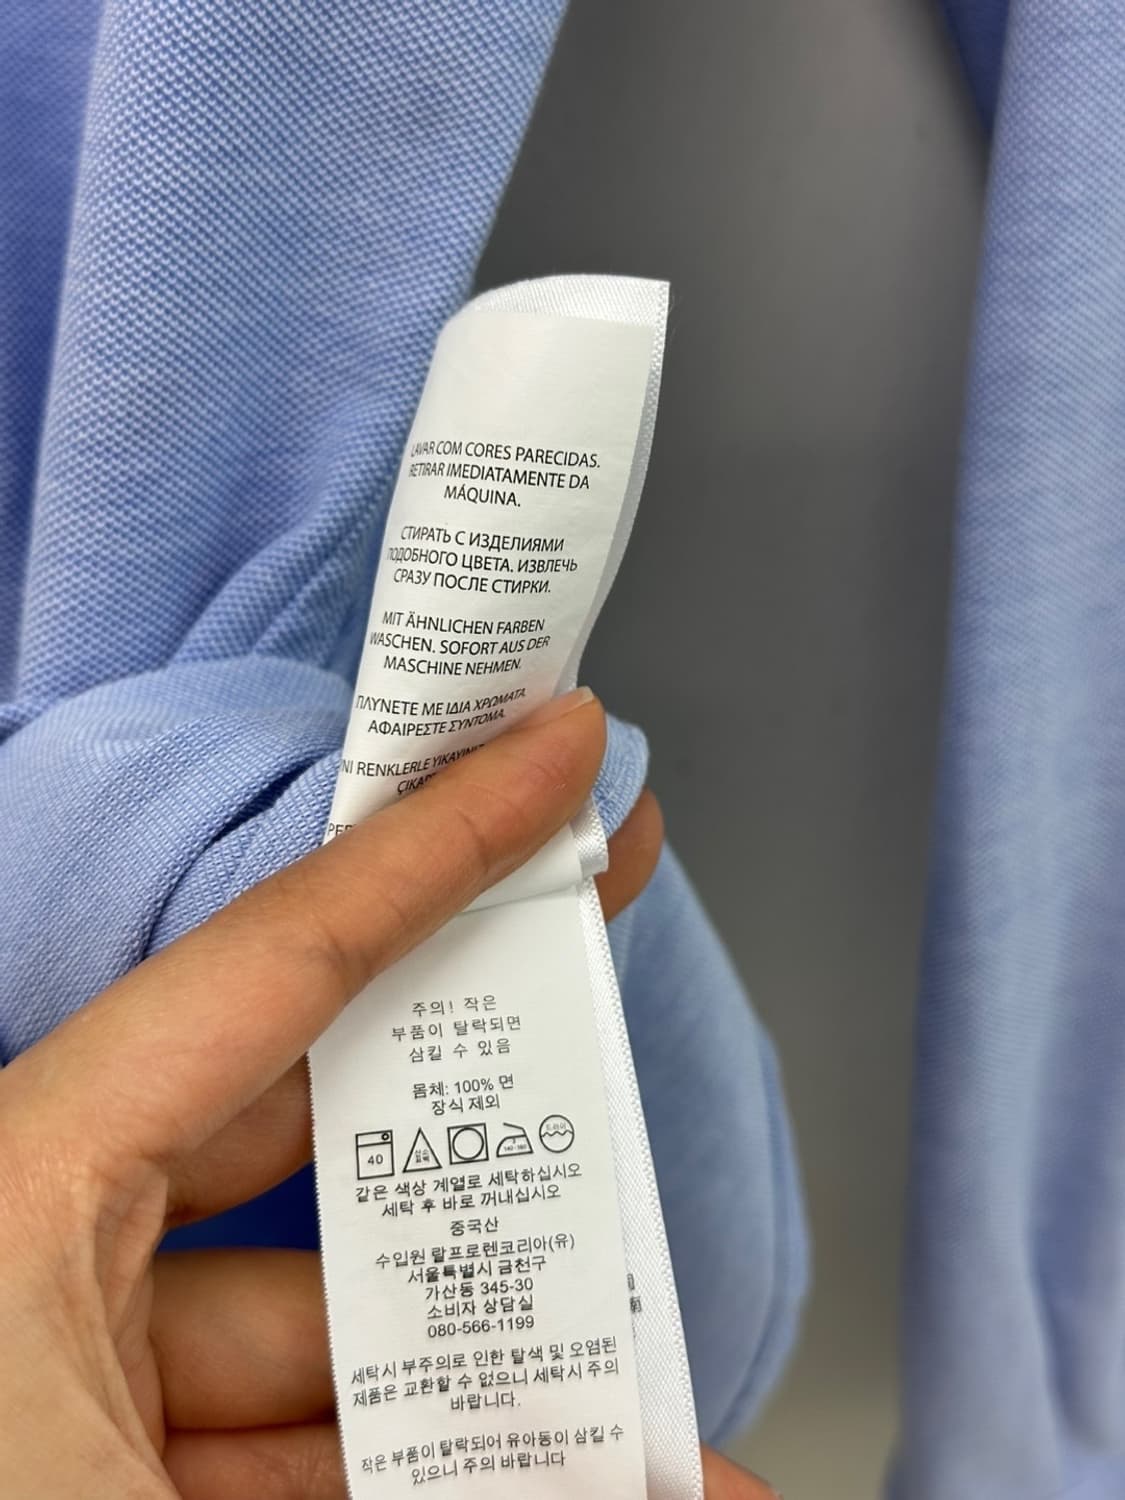 LAVAR COM CORES PARECIDAS.
RETIRAR IMEDIATAMENTE DA
MÁQUINA.
СТИРАТЬ С ИЗДЕЛИЯМИ
ПОДОБНОГО ЦВЕТА. ИЗВЛЕЧЬ
СРАЗУ ПОСЛЕ СТИРКИ.
MIT ÄHNLICHEN FARBEN
WASCHEN. SOFORT AUS DER
MASCHINE NEHMEN.
ΠΛΥΝΕΤΕ ΜΕ ΙΔΙΑ ΧΡΩΜΑΤΑ.
ΑΦΑΙΡΕΣΤΕ ΣΥΝΤΟΜΑ.
RENKLERLE
주의! 작은
부품이 탈락되면
삼킬 수 있음
몸체: 100% 면
장식 제외
40
140-160
드라이
같은 색상 계열로 세탁하십시오
세탁 후 바로 꺼내십시오
중국산
수입원 랄프로렌코리아(유)
서울특별시 금천구
가산동 345-30
소비자 상담실
080-566-1199
세탁시 부주의로 인한 탈색 및 오염된
제품은 교환할 수 없으니 세탁시 주의
바랍니다.
작은 부품이 탈락되어 유아동이 삼킬 수
있으니 주의 바랍니다